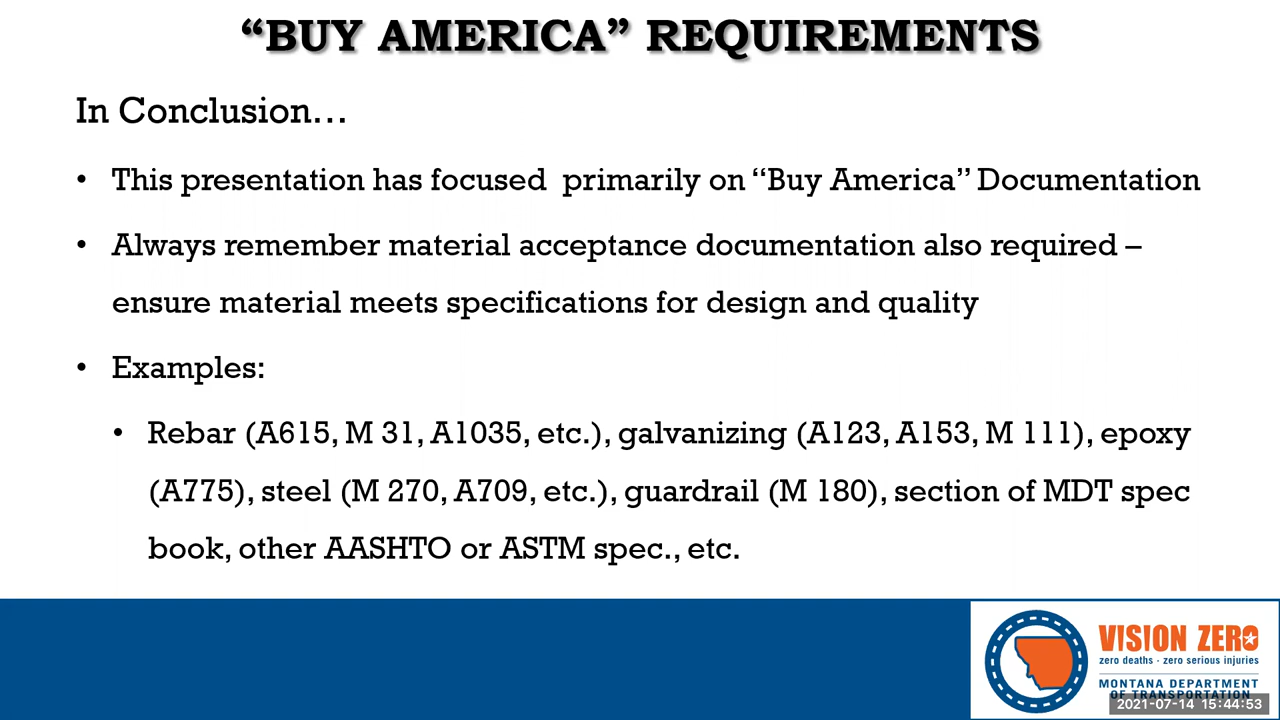 “BUY AMERICA” REQUIREMENTS
In Conclusion…
• This presentation has focused  primarily on “Buy America” Documentation
• Always remember material acceptance documentation also required –
ensure material meets specifications for design and quality
• Examples:
• Rebar (A615, M 31, A1035, etc.), galvanizing (A123, A153, M 111), epoxy
(A775), steel (M 270, A709, etc.), guardrail (M 180), section of MDT spec
book, other AASHTO or ASTM spec., etc.
VISION ZERO
zero deaths · zero serious injuries
MONTANA DEPARTMENT
OF TRANSPORTATION
2021-07-14 15:44:53